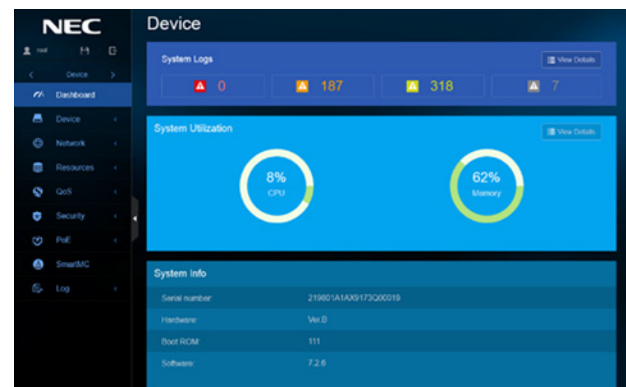 NEC
Device
root
Device
System Logs
View Details
0
187
318
7
Dashboard
Device
Network
Resources
QoS
Security
PoE
SmartMC
Log
System Utilization
View Details
8%
CPU
62%
Memory
System Info
Serial number:
219801A1AX9173Q00019
Hardware:
Ver.B
Boot ROM:
111
Software:
7.2.6